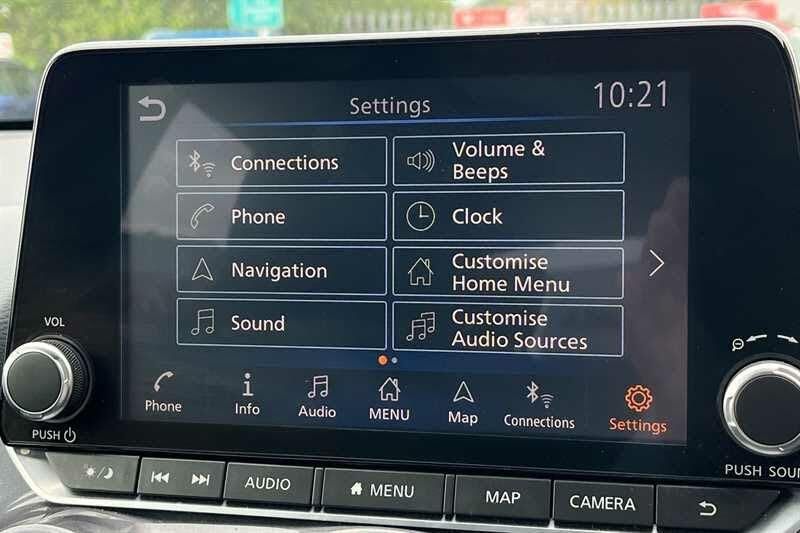 Settings
10:21
Connections
Volume &
Beeps
Phone
Clock
Navigation
Customise
Home Menu
Sound
Customise
Audio Sources
Phone
Info
Audio
MENU
Map
Connections
Settings
VOL
PUSH
PUSH
AUDIO
MENU
MAP
CAMERA